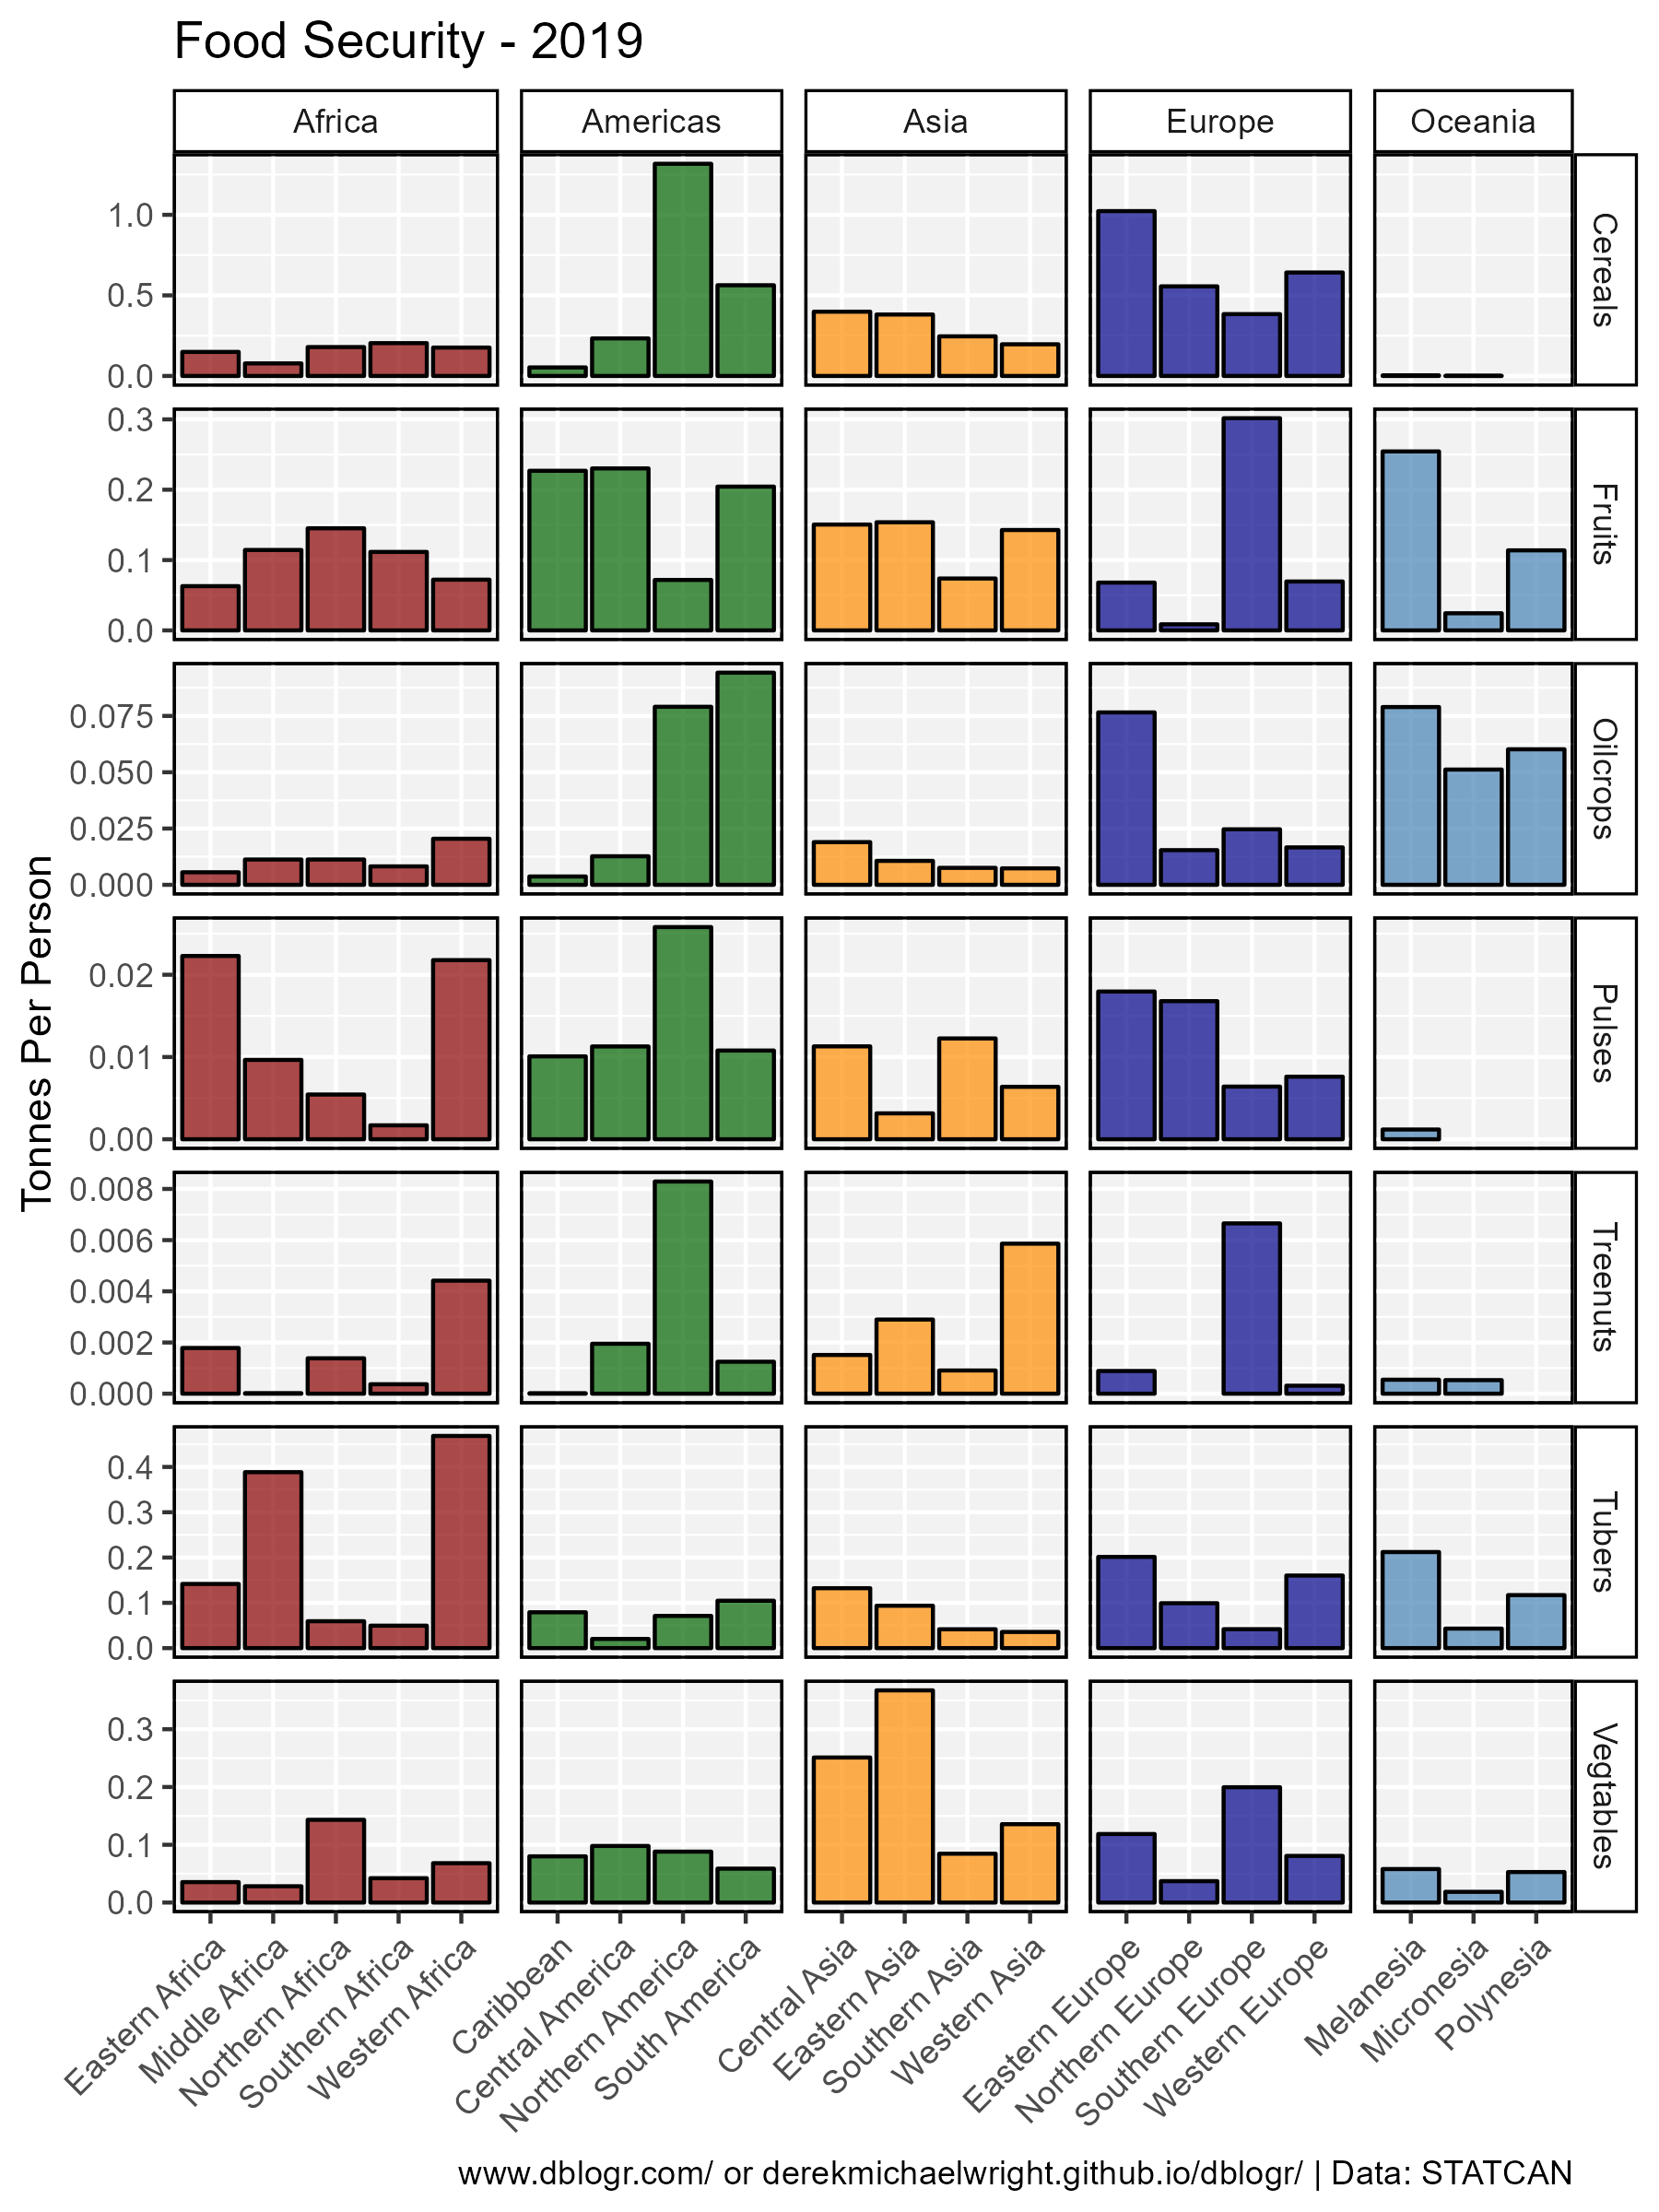 Food Security - 2019
Africa
Americas
Asia
Europe
Oceania
Tonnes Per Person
1.0
0.5
0.0
Cereals
0.3
0.2
0.1
0.0
Fruits
0.075
0.050
0.025
0.000
Oilcrops
0.02
0.01
0.00
Pulses
0.008
0.006
0.004
0.002
0.000
Treenuts
0.4
0.3
0.2
0.1
0.0
Tubers
0.3
0.2
0.1
0.0
Vegtables
Eastern Africa
Middle Africa
Northern Africa
Southern Africa
Western Africa
Caribbean
Central America
Northern America
South America
Central Asia
Eastern Asia
Southern Asia
Western Asia
Eastern Europe
Northern Europe
Southern Europe
Western Europe
Melanesia
Micronesia
Polynesia
www.dblogr.com/ or derekmichaelwright.github.io/dblogr/ | Data: STATCAN